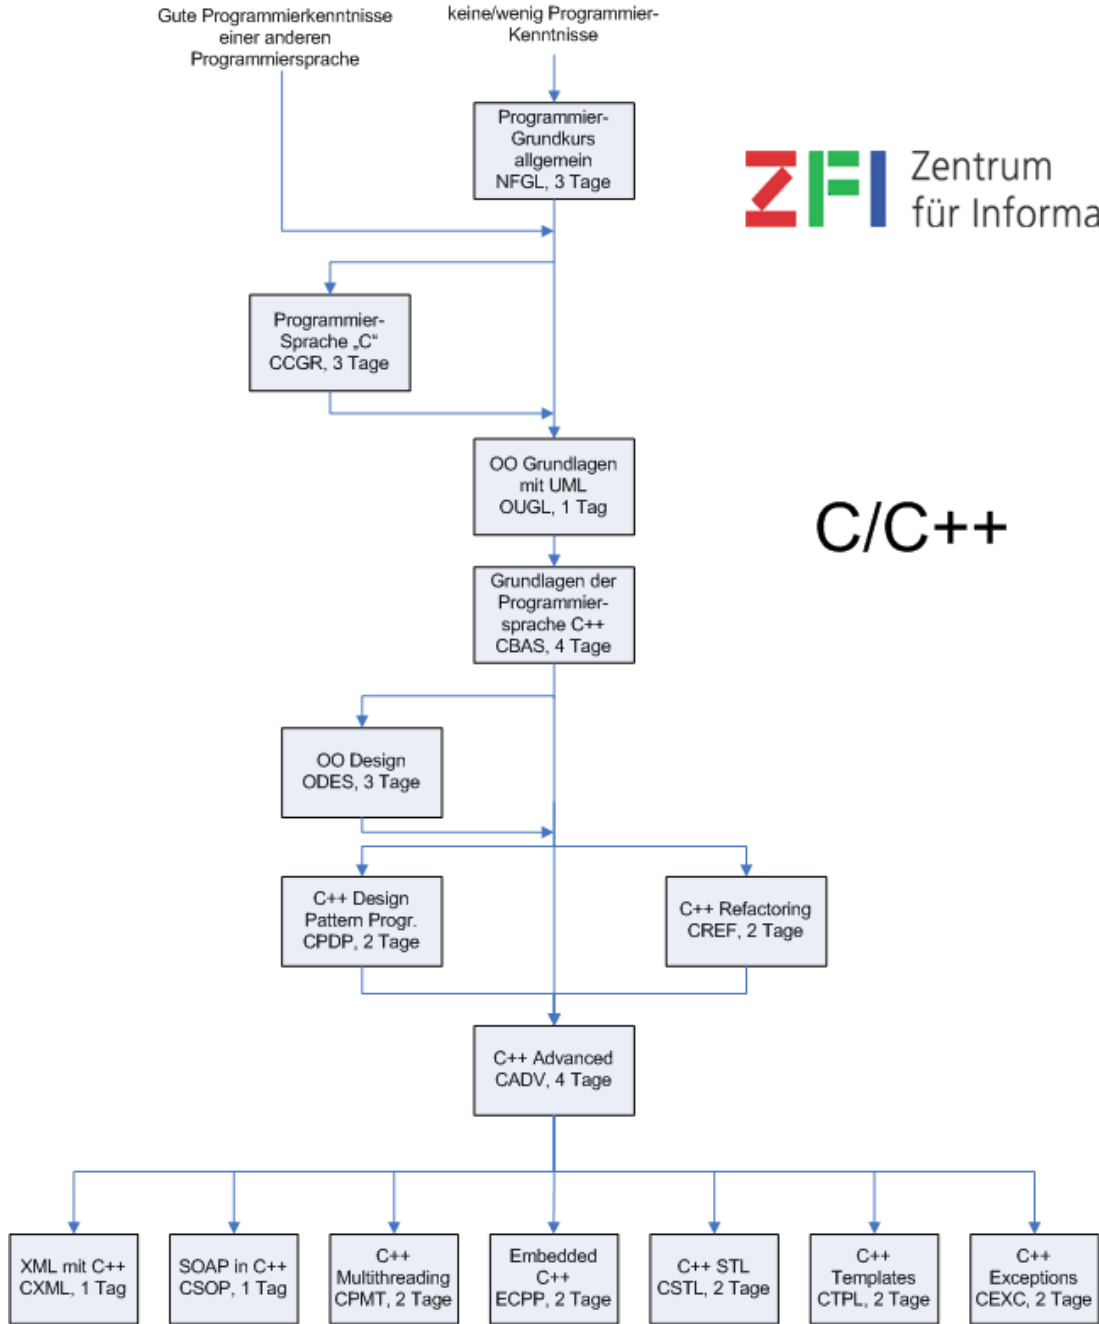 Gute Programmierkenntnisse
einer anderen
Programmiersprache
keine/wenig Programmier-
Kenntnisse
Programmier-
Grundkurs
allgemein
NFGL, 3 Tage
ZFI
Zentrum
für Informa
Programmier-
Sprache „C“
CCGR, 3 Tage
OO Grundlagen
mit UML
OUGL, 1 Tag
C/C++
Grundlagen der
Programmier-
sprache C++
CBAS, 4 Tage
OO Design
ODES, 3 Tage
C++ Design
Pattern Progr.
CPDP, 2 Tage
C++ Refactoring
CREF, 2 Tage
C++ Advanced
CADV, 4 Tage
XML mit C++
CXML, 1 Tag
SOAP in C++
CSOP, 1 Tag
C++
Multithreading
CPMT, 2 Tage
Embedded
C++
ECPP, 2 Tage
C++ STL
CSTL, 2 Tage
C++
Templates
CTPL, 2 Tage
C++
Exceptions
CEXC, 2 Tage